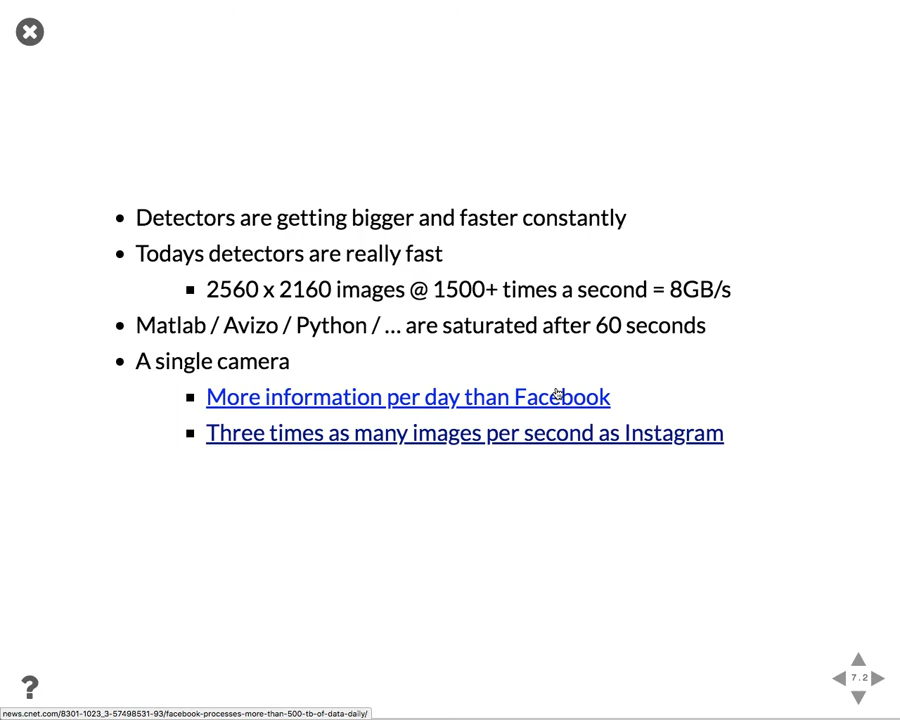 Detectors are getting bigger and faster constantly
Todays detectors are really fast
2560 x 2160 images @ 1500+ times a second = 8GB/s
Matlab / Avizo / Python / ... are saturated after 60 seconds
A single camera
More information per day than Facebook
Three times as many images per second as Instagram
?
7.2
news.cnet.com/8301-1023_3-57498531-93/facebook-processes-more-than-500-tb-of-data-daily/